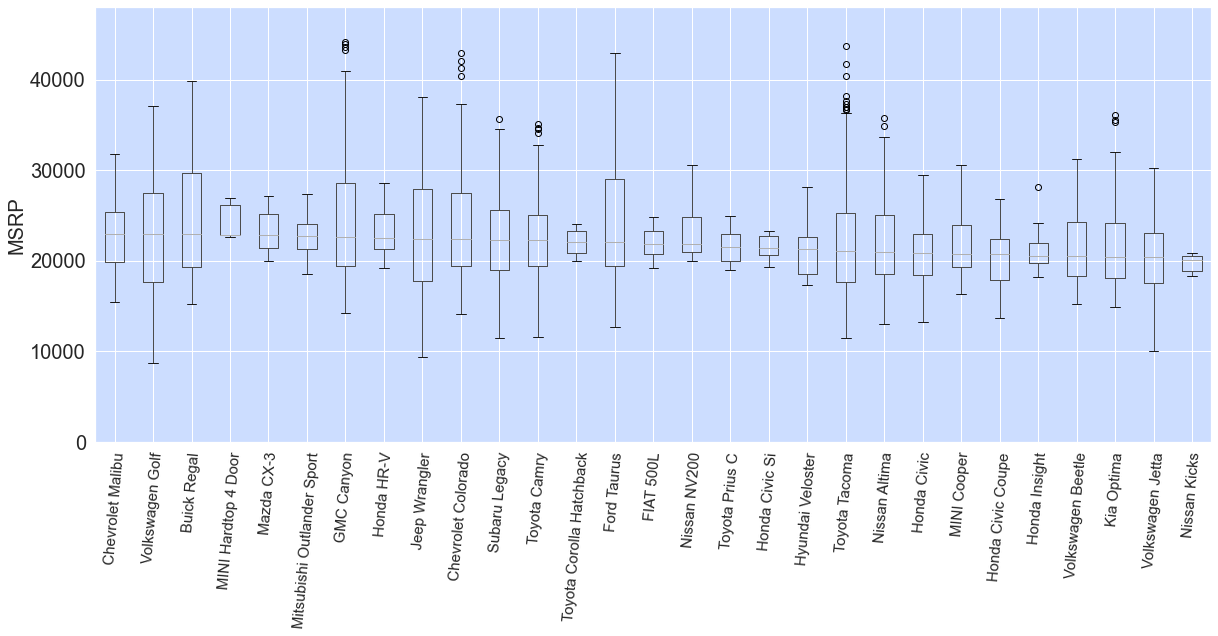 MSRP
40000
30000
20000
10000
0
Chevrolet Malibu
Volkswagen Golf
Buick Regal
MINI Hardtop 4 Door
Mazda CX-3
Mitsubishi Outlander Sport
GMC Canyon
Honda HR-V
Jeep Wrangler
Chevrolet Colorado
Subaru Legacy
Toyota Camry
Toyota Corolla Hatchback
Ford Taurus
FIAT 500L
Nissan NV200
Toyota Prius C
Honda Civic Si
Hyundai Veloster
Toyota Tacoma
Nissan Altima
Honda Civic
MINI Cooper
Honda Civic Coupe
Honda Insight
Volkswagen Beetle
Kia Optima
Volkswagen Jetta
Nissan Kicks